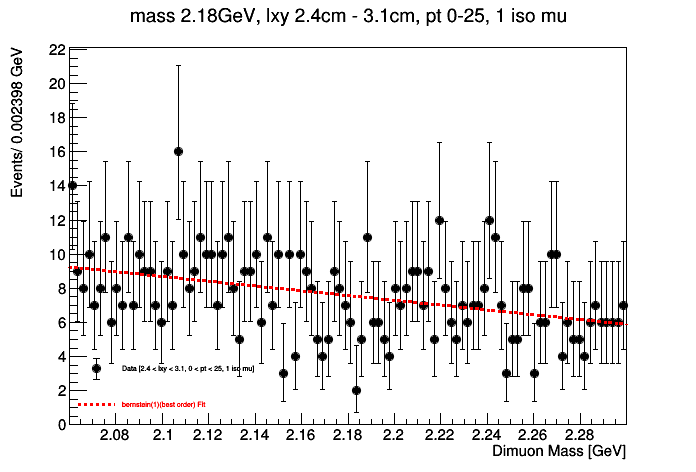 mass 2.18GeV, lxy 2.4cm - 3.1cm, pt 0-25, 1 iso mu
Events/ 0.002398 GeV
22
20
18
16
14
12
10
8
6
4
2
0
Data [2.4 < lxy < 3.1, 0 < pt < 25, 1 iso mu]
bernstein(1)(best order) Fit
2.08 2.1 2.12 2.14 2.16 2.18 2.2 2.22 2.24 2.26 2.28
Dimuon Mass [GeV]